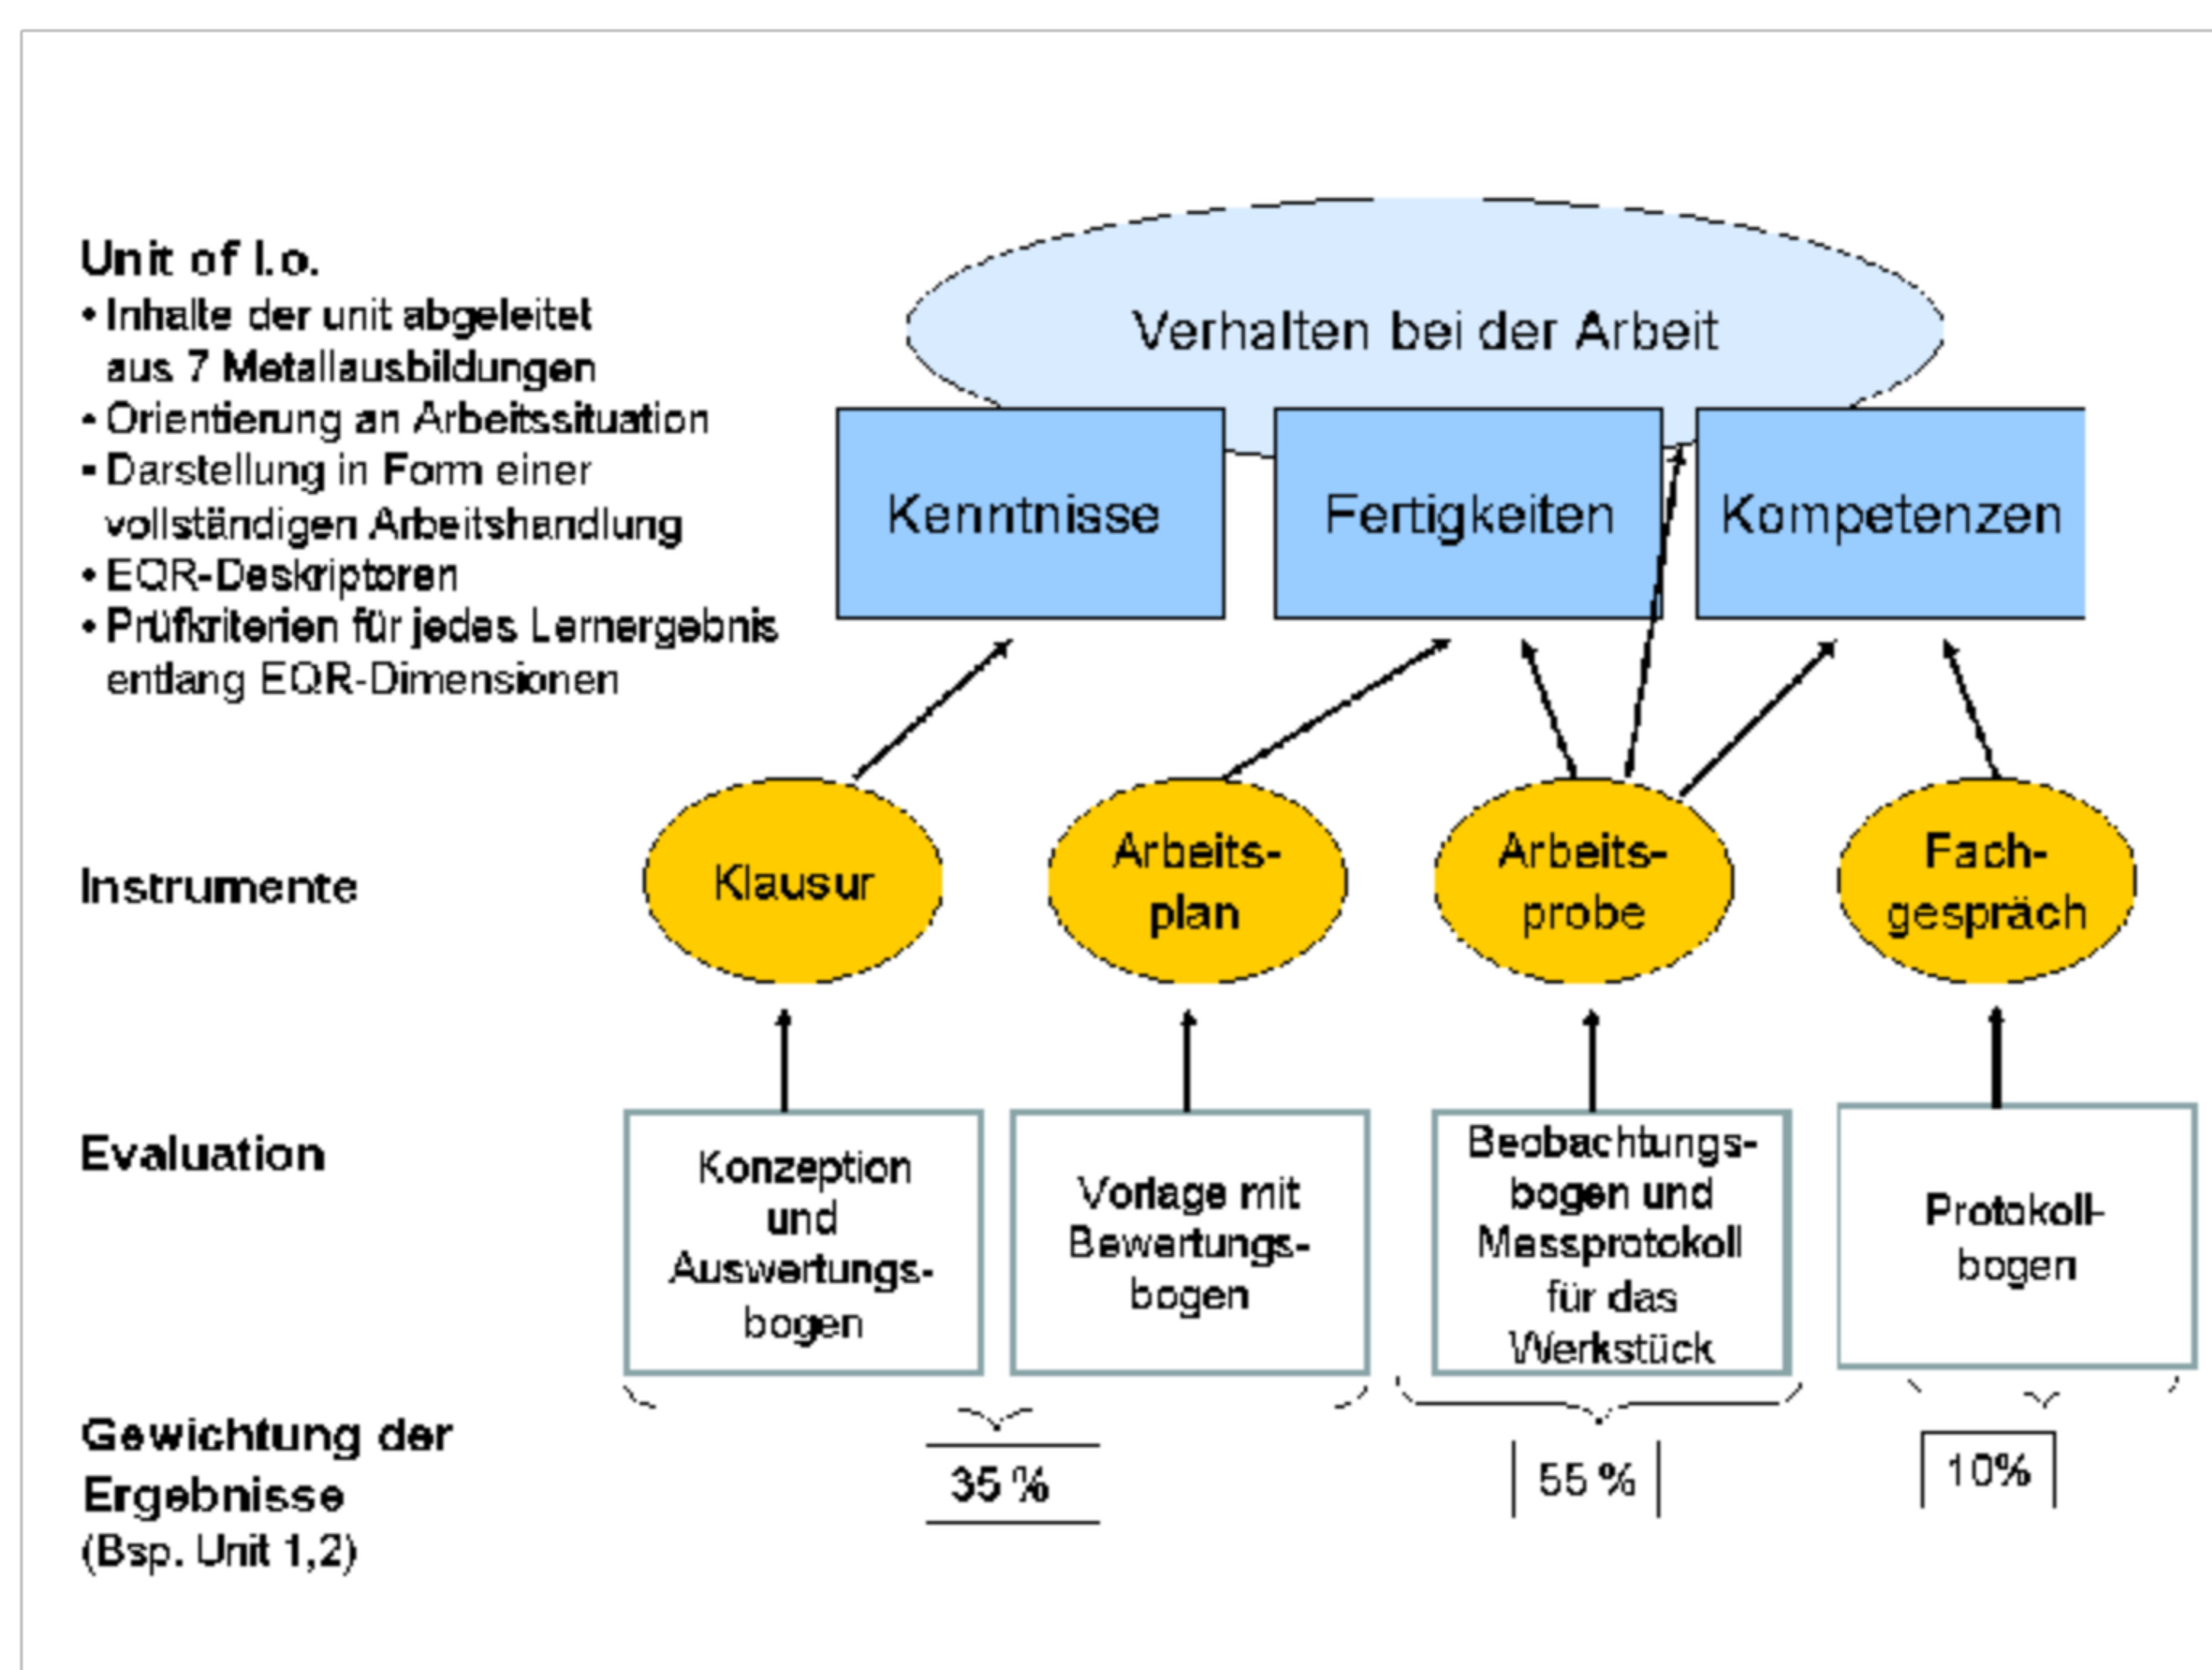 Unit of l.o.
• Inhalte der unit abgeleitet
aus 7 Metallausbildungen
• Orientierung an Arbeitssituation
• Darstellung in Form einer
vollständigen Arbeitshandlung
• EQR-Deskriptoren
• Prüfkriterien für jedes Lernergebnis
entlang EQR-Dimensionen
Verhalten bei der Arbeit
Kenntnisse
Fertigkeiten
Kompetenzen
Instrumente
Klausur
Arbeits-
plan
Arbeits-
probe
Fach-
gespräch
Evaluation
Konzeption
und
Auswertungs-
bogen
Vorlage mit
Bewertungs-
bogen
Beobachtungs-
bogen und
Messprotokoll
für das
Werkstück
Protokoll-
bogen
Gewichtung der
Ergebnisse
(Bsp. Unit 1,2)
35 %
55 %
10%